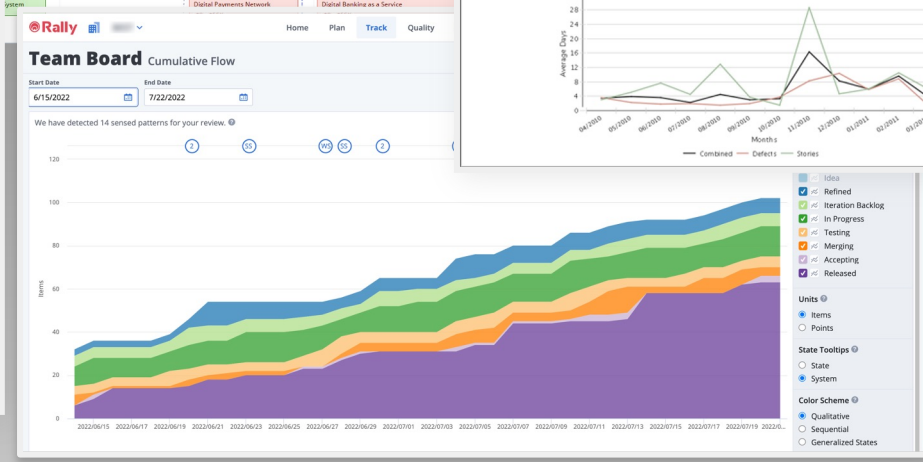 ystem
Digital Payments Network
Digital Banking as a Service
Rally
Home Plan Track Quality
Team Board Cumulative Flow
Start Date
End Date
6/15/2022
7/22/2022
We have detected 14 sensed patterns for your review.
2
SS
WS
SS
2
120
100
80
60
40
20
0
Items
2022/06/15 2022/06/17 2022/06/19 2022/06/21 2022/06/23 2022/06/25 2022/06/27 2022/06/29 2022/07/01 2022/07/03 2022/07/05 2022/07/07 2022/07/09 2022/07/11 2022/07/13 2022/07/15 2022/07/17 2022/07/19 2022/0...
28
24
20
16
12
8
4
0
Average Days
04/2010 05/2010 06/2010 07/2010 08/2010 09/2010 10/2010 11/2010 12/2010 01/2011 02/2011
Months
Combined Defects Stories
Idea
Refined
Iteration Backlog
In Progress
Testing
Merging
Accepting
Released
Units
Items
Points
State Tooltips
State
System
Color Scheme
Qualitative
Sequential
Generalized States